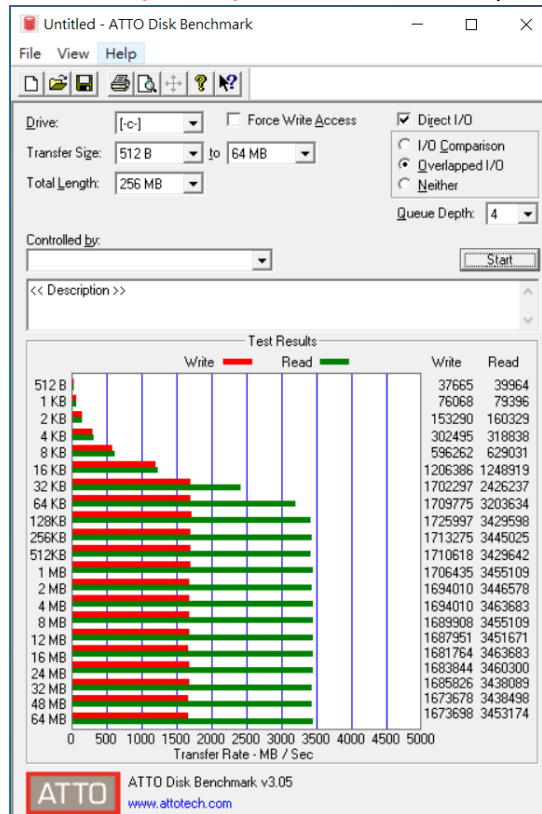 Untitled - ATTO Disk Benchmark
File View Help
Drive: [-c-] Force Write Access Direct I/O
Transfer Size: 512 B to 64 MB I/O Comparison
Overlapped I/O
Total Length: 256 MB Neither
Queue Depth: 4
Controlled by:
Start
<< Description >>
Test Results
Write Read Write Read
512 B 37665 39964
1 KB 76068 79396
2 KB 153290 160329
4 KB 302495 318838
8 KB 596262 629031
16 KB 1206386 1248919
32 KB 1702297 2426237
64 KB 1709775 3203634
128KB 1725997 3429598
256KB 1713275 3445025
512KB 1710618 3429642
1 MB 1706435 3455109
2 MB 1694010 3446578
4 MB 1694010 3463683
8 MB 1689908 3455109
12 MB 1687951 3451671
16 MB 1681764 3463683
24 MB 1683844 3460300
32 MB 1685826 3438089
48 MB 1673678 3438498
64 MB 1673698 3453174
0 500 1000 1500 2000 2500 3000 3500 4000 4500 5000
Transfer Rate - MB / Sec
ATTO
ATTO Disk Benchmark v3.05
www.attotech.com